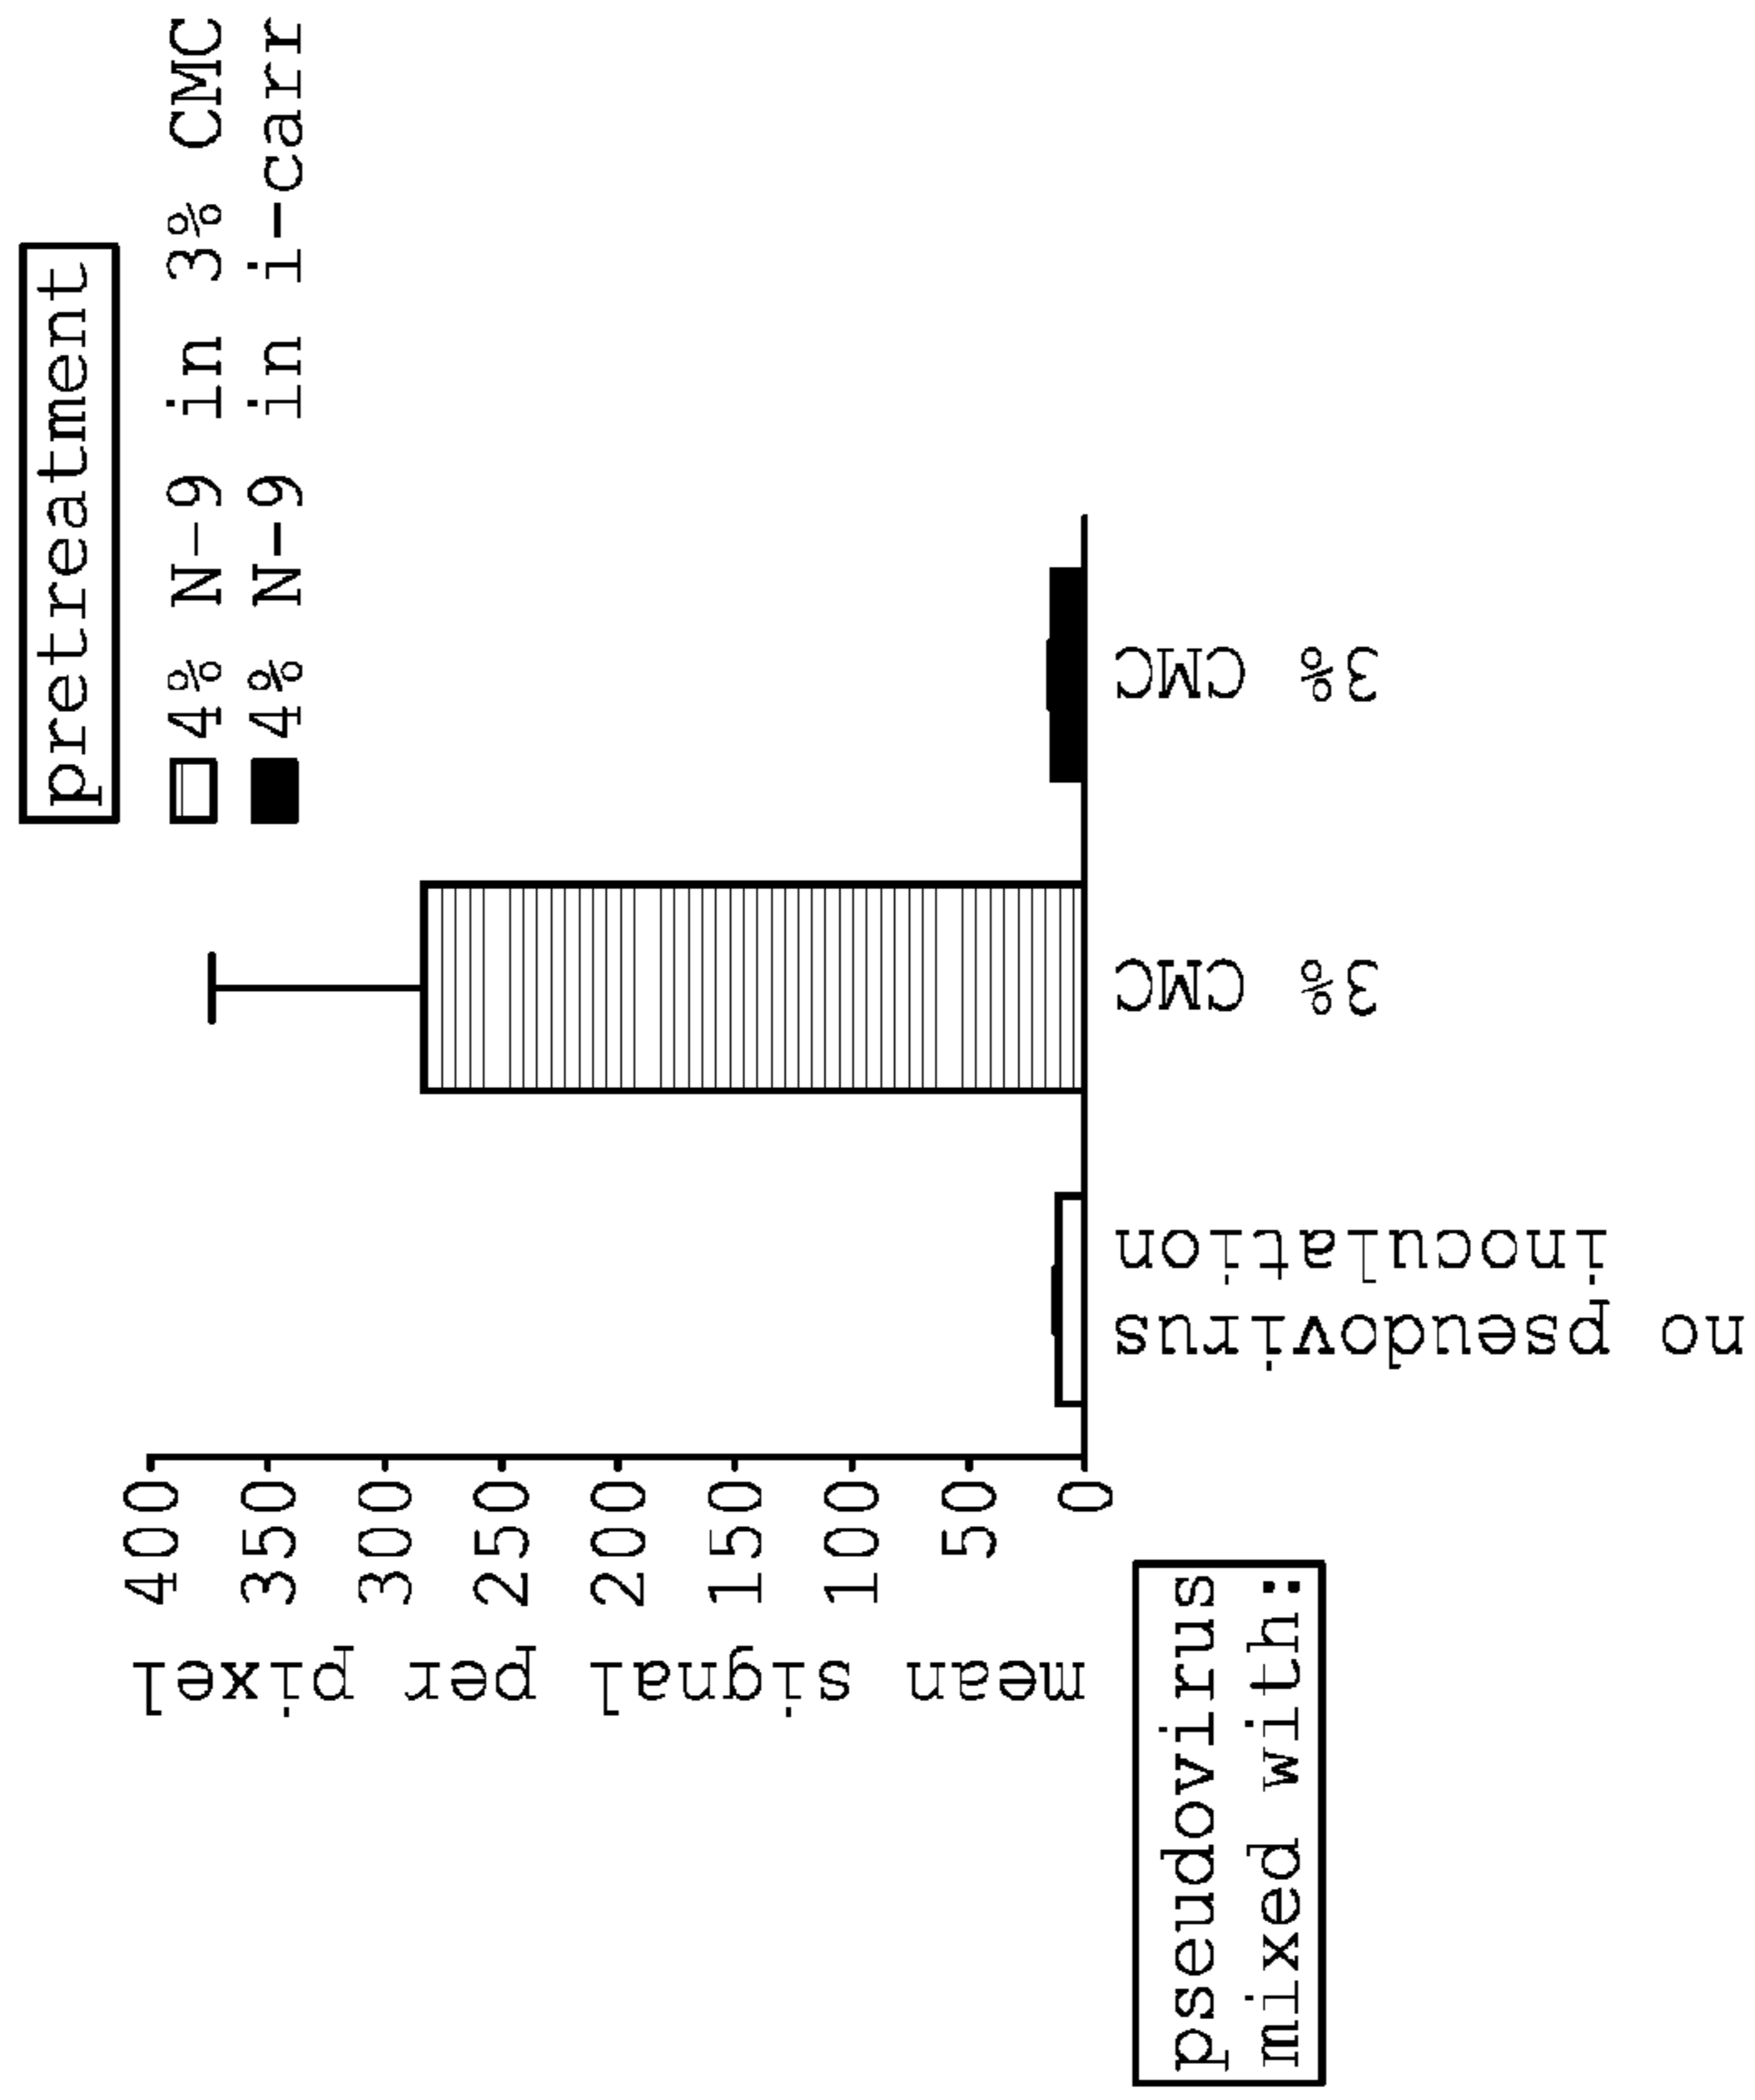 pretreatment
4% N-9 in 3% CMC
4% N-9 in i-carr
mean signal per pixel
400
350
300
250
200
150
100
50
0
no pseudovirus
inoculation
3% CMC
3% CMC
pseudovirus
mixed with: